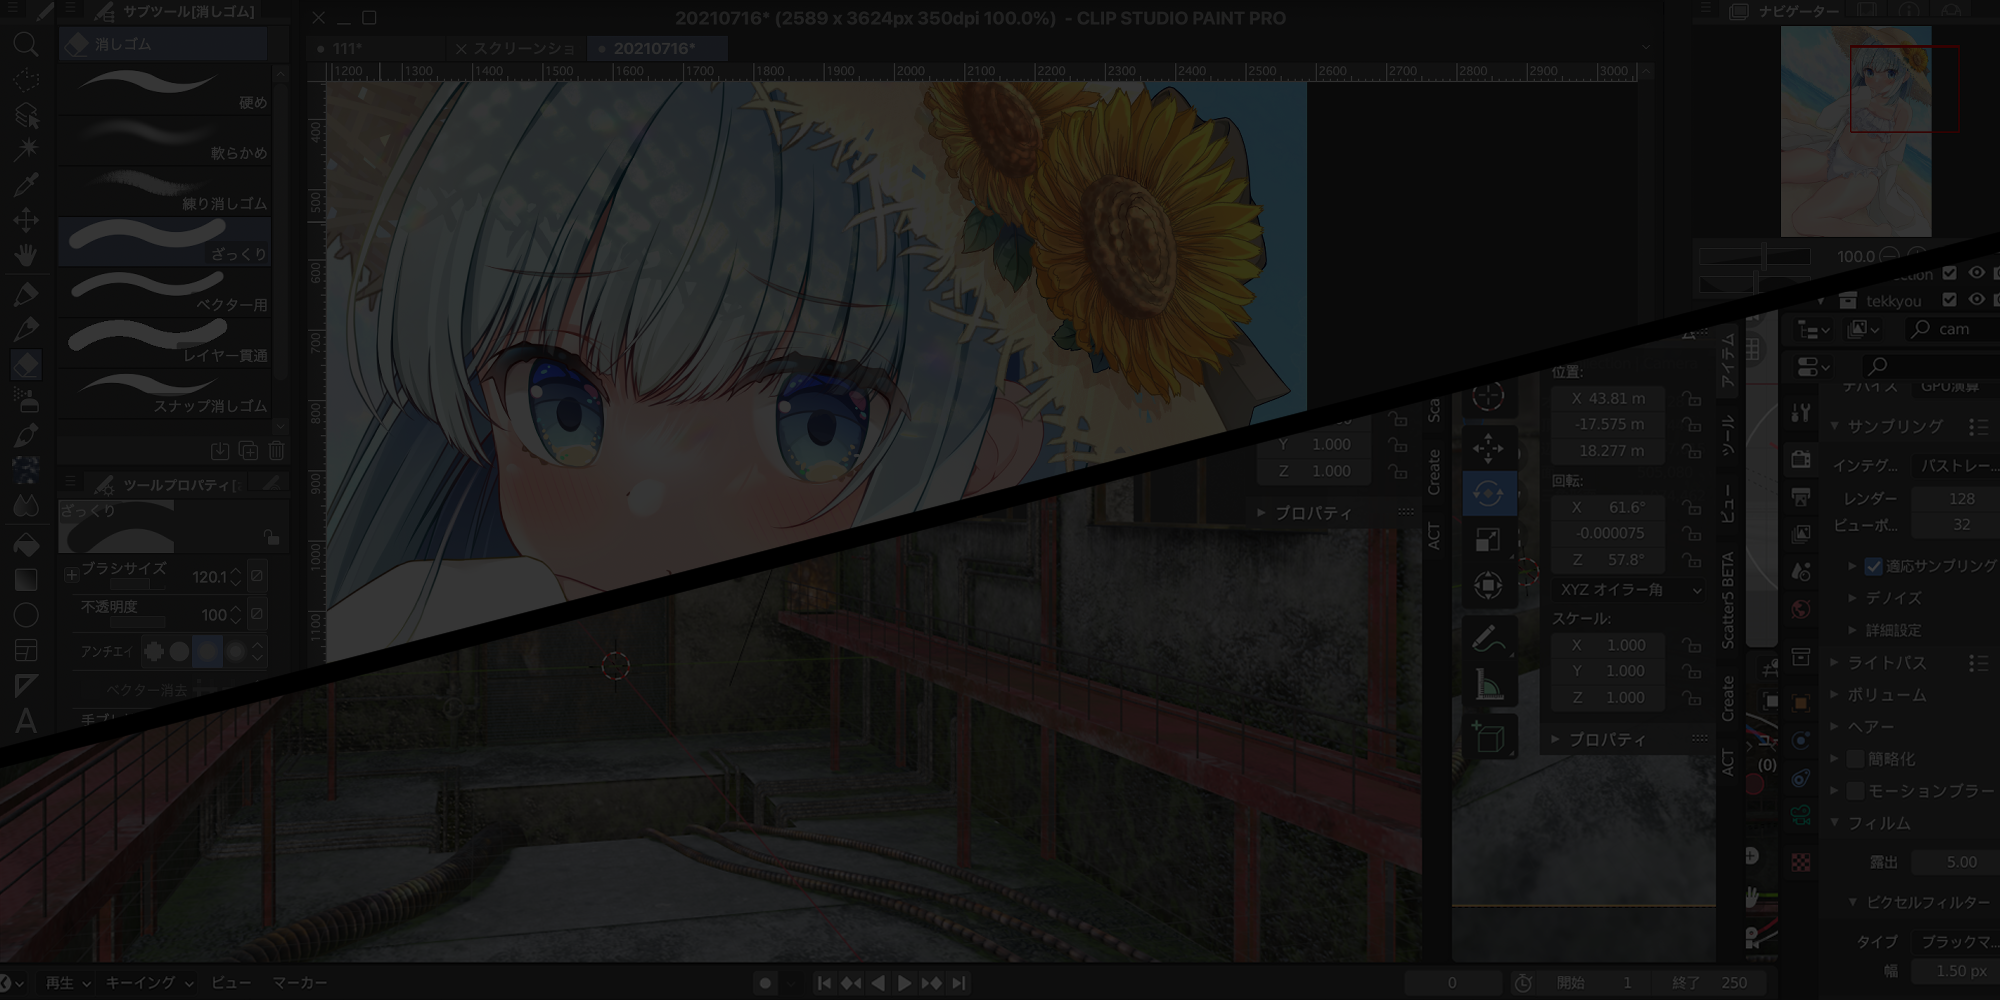 サブツール[消しゴム]
20210716* (2589 x 3624px 350dpi 100.0%) - CLIP STUDIO PAINT PRO
ナビゲーター
消しゴム
111*
スクリーンショ
20210716*
1200 1300 1400 1500 1600 1700 1800 1900 2000 2100 2200 2300 2400 2500 2600 2700 2800 2900 3000
硬め
軟らかめ
練り消しゴム
ざっくり
ベクター用
レイヤー貫通
スナップ消しゴム
400
500
600
700
800
900
1000
1100
ツールプロパティ[
ざっくり
ブラシサイズ 120.1
不透明度 100
アンチエイ
ベクター消去
100.0
ction
tekkyou
cam
Y 1.000
Z 1.000
プロパティ
Create
ACT
位置:
X 43.81 m
-17.575 m
18.277 m
回転:
X 61.6°
-0.000075
Z 57.8°
XYZ オイラー角
スケール:
X 1.000
Y 1.000
Z 1.000
プロパティ
アイテム
ツール
ビュー
Scatter5 BETA
Create
ACT
デバイス GPU演算
サンプリング
インテグ... パストレー...
レンダー 128
ビューポ... 32
適応サンプリング
デノイズ
詳細設定
ライトパス
ボリューム
ヘアー
簡略化
モーションブラー
フィルム
露出 5.00
ピクセルフィルター
タイプ ブラックマ...
幅 1.50 px
(0)
再生 キーイング ビュー マーカー
0 開始 1 終了 250